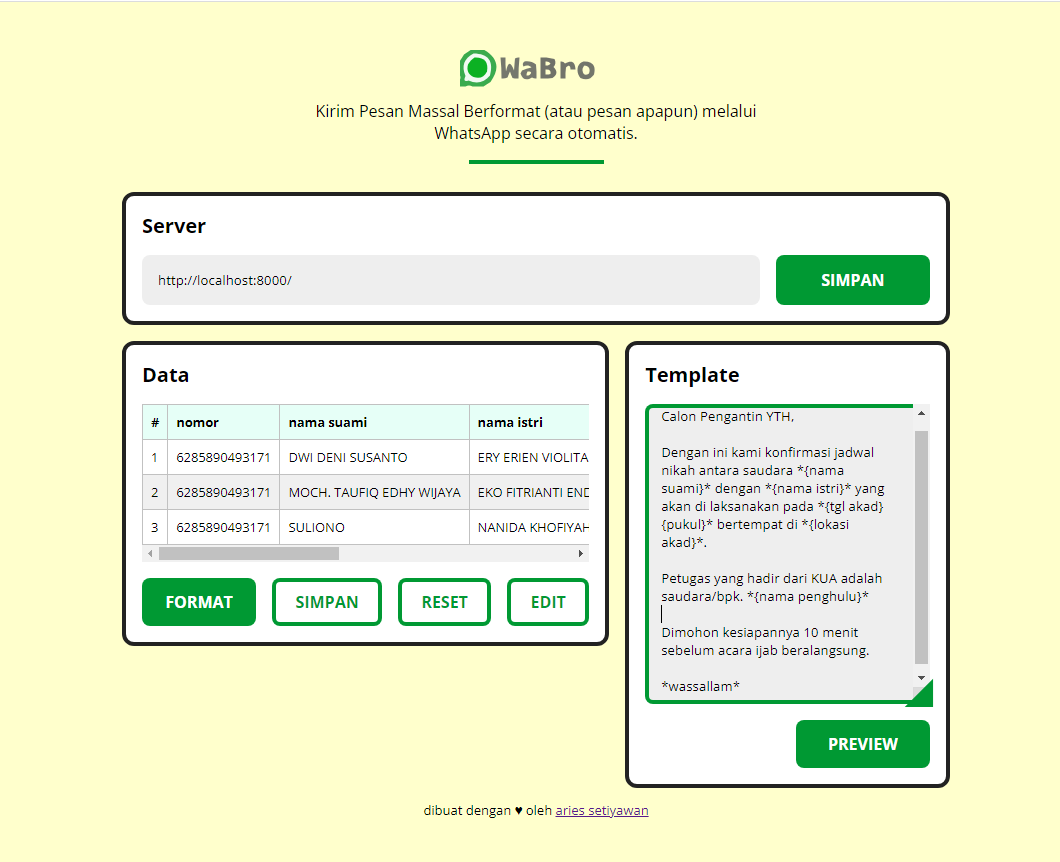 WaBro
Kirim Pesan Massal Berformat (atau pesan apapun) melalui
WhatsApp secara otomatis.
Server
http://localhost:8000/
SIMPAN
Data
# nomor nama suami nama istri
1 6285890493171 DWI DENI SUSANTO ERY ERIEN VIOLITA
2 6285890493171 MOCH. TAUFIQ EDHY WIJAYA EKO FITRIANTI END
3 6285890493171 SULIONO NANIDA KHOFIYAH
FORMAT SIMPAN RESET EDIT
Template
Calon Pengantin YTH,
Dengan ini kami konfirmasi jadwal
nikah antara saudara *{nama
suami}* dengan *{nama istri}* yang
akan di laksanakan pada *{tgl akad}
{pukul}* bertempat di *{lokasi
akad}*.
Petugas yang hadir dari KUA adalah
saudara/bpk. *{nama penghulu}*
Dimohon kesiapannya 10 menit
sebelum acara ijab beralangsung.
*wassallam*
PREVIEW
dibuat dengan ♥ oleh aries setiyawan